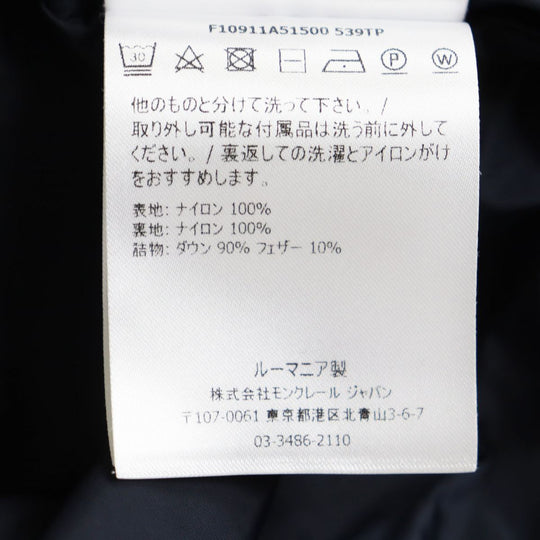 F10911A51500 539TP
30 P W
他のものと分けて洗って下さい。/
取り外し可能な付属品は洗う前に外して
ください。/ 裏返しての洗濯とアイロンがけ
をおすすめします。
表地: ナイロン 100%
裏地: ナイロン 100%
詰物: ダウン 90% フェザー 10%
ルーマニア製
株式会社モンクレール ジャパン
〒107-0061 東京都港区北青山3-6-7
03-3486-2110